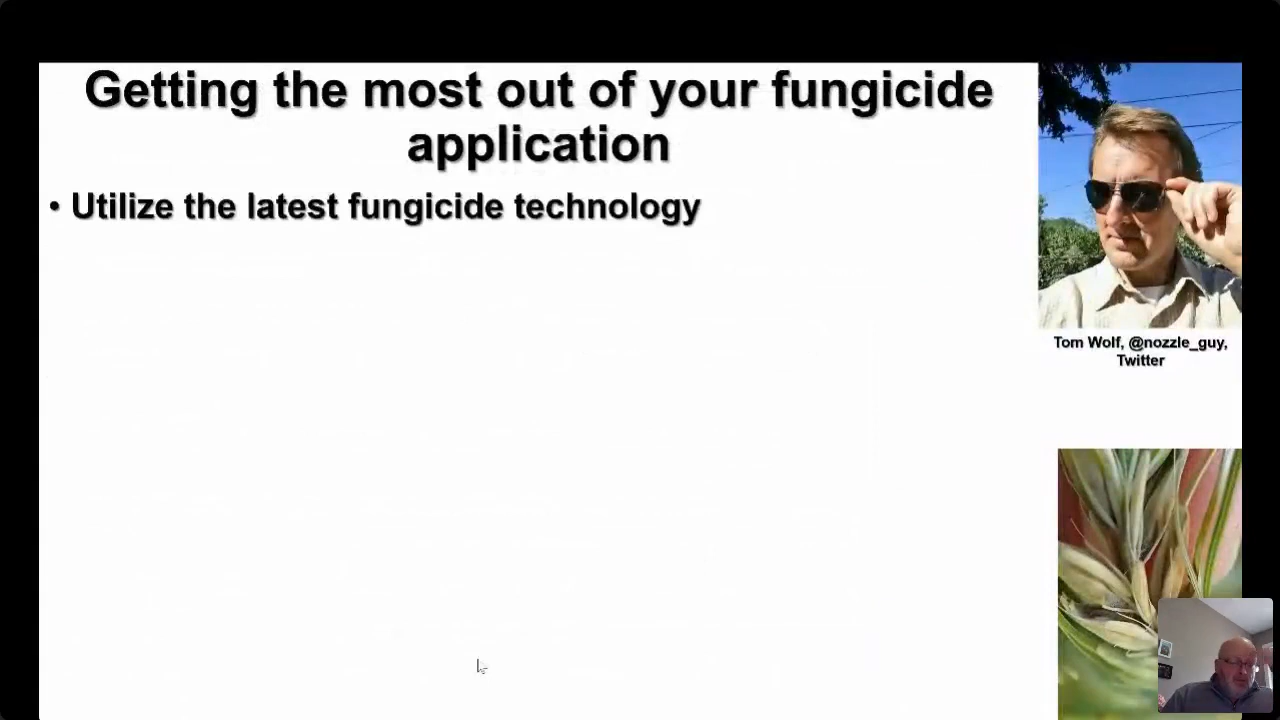 Getting the most out of your fungicide
application
• Utilize the latest fungicide technology
Tom Wolf, @nozzle_guy,
Twitter